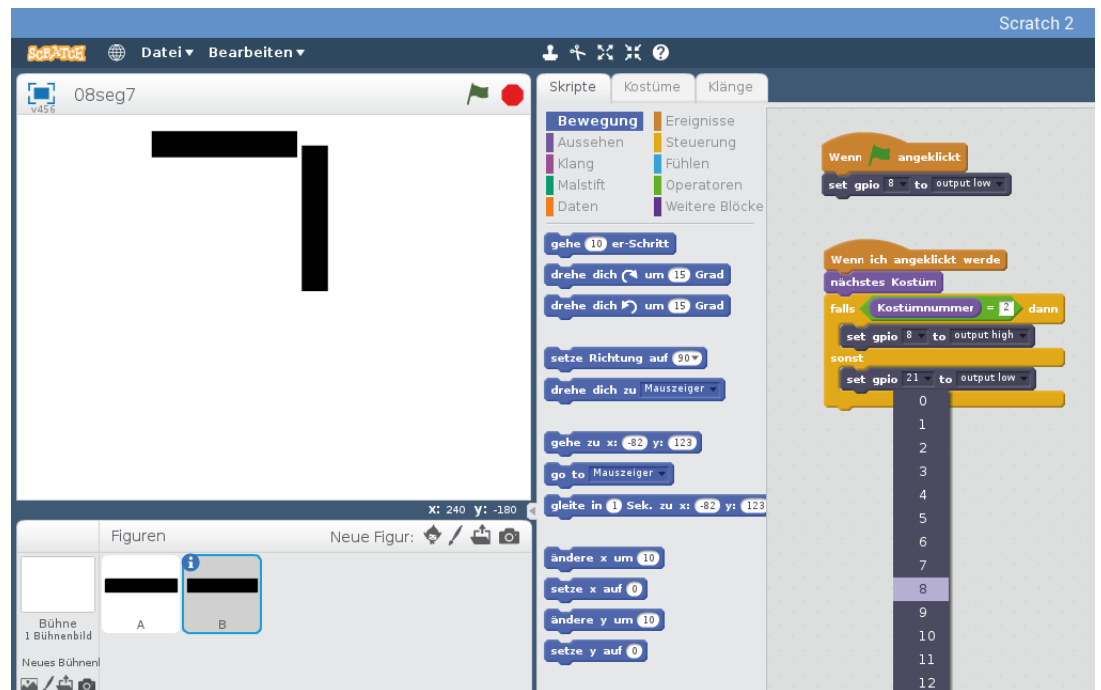 Scratch 2
SCRATCH Datei Bearbeiten
v456 08seg7
Skripte Kostüme Klänge
Bewegung Ereignisse
Aussehen Steuerung
Klang Fühlen
Malstift Operatoren
Daten Weitere Blöcke
gehe 10 er-Schritt
drehe dich um 15 Grad
drehe dich um 15 Grad
setze Richtung auf 90
drehe dich zu Mauszeiger
gehe zu x: -82 y: 123
go to Mauszeiger
gleite in 1 Sek. zu x: -82 y: 123
ändere x um 10
setze x auf 0
ändere y um 10
setze y auf 0
Wenn angeklickt
set gpio 8 to output low
Wenn ich angeklickt werde
nächstes Kostüm
falls Kostümnummer = 2 dann
set gpio 8 to output high
sonst
set gpio 21 to output low
0
1
2
3
4
5
6
7
8
9
10
11
12
x: 240 y: -180
Figuren Neue Figur:
Bühne
1 Bühnenbild
A B
Neues Bühnenl